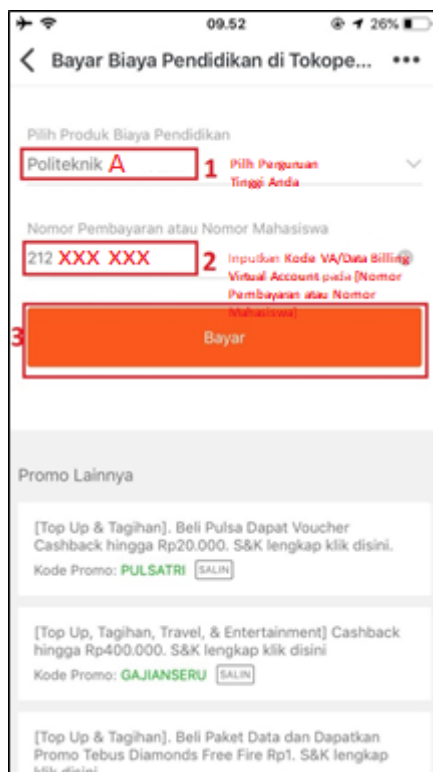 09.52
26%
Bayar Biaya Pendidikan di Tokope...
Pilih Produk Biaya Pendidikan
Politeknik A
1
Pilih Perguruan
Tinggi Anda
Nomor Pembayaran atau Nomor Mahasiswa
212 XXX XXX
2
Inputkan Kode VA/Data Billing
Virtual Account pada [Nomor
Pembayaran atau Nomor
Mahasiswa]
3
Bayar
Promo Lainnya
[Top Up & Tagihan]. Beli Pulsa Dapat Voucher
Cashback hingga Rp20.000. S&K lengkap klik disini.
Kode Promo: PULSATRI SALIN
[Top Up, Tagihan, Travel, & Entertainment] Cashback
hingga Rp400.000. S&K lengkap klik disini
Kode Promo: GAJIANSERU SALIN
[Top Up & Tagihan]. Beli Paket Data dan Dapatkan
Promo Tebus Diamonds Free Fire Rp1. S&K lengkap
klik disini